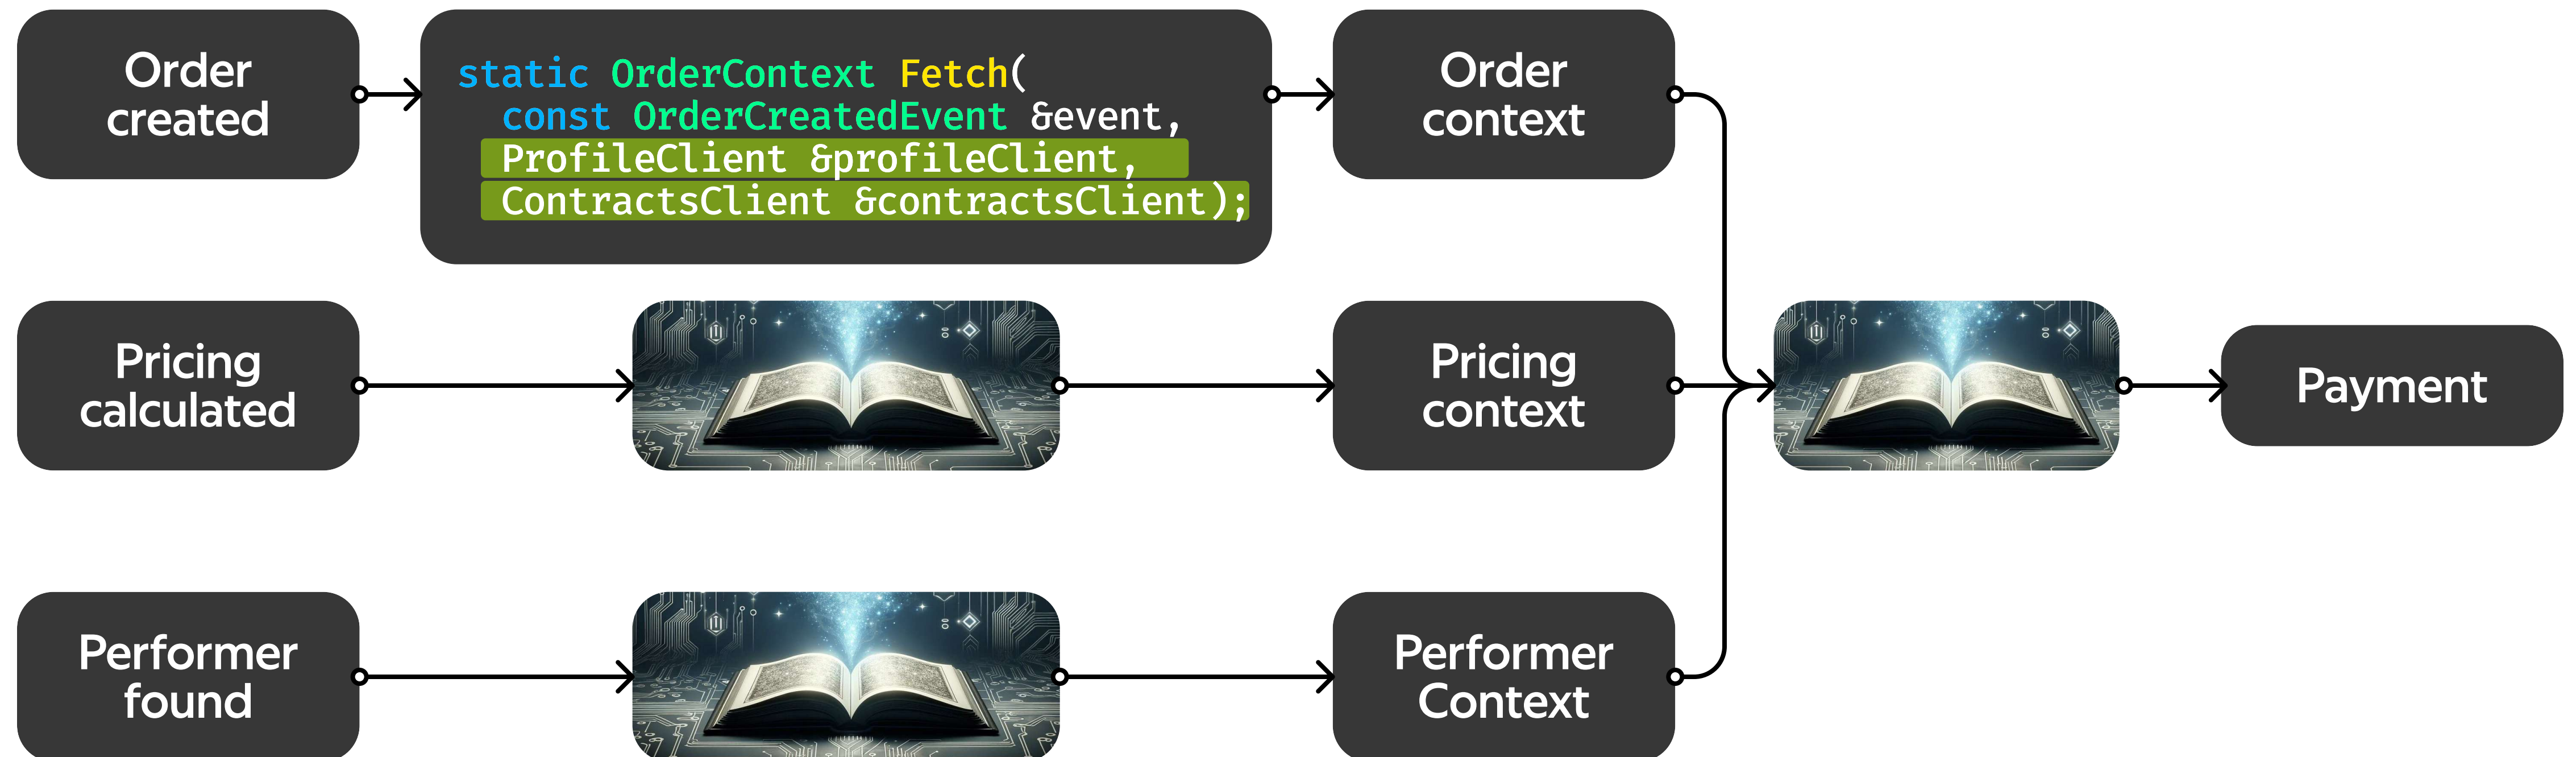 Order
created
static OrderContext Fetch(
const OrderCreatedEvent &event,
ProfileClient &profileClient,
ContractsClient &contractsClient);
Order
context
Pricing
calculated
Pricing
context
Payment
Performer
found
Performer
Context